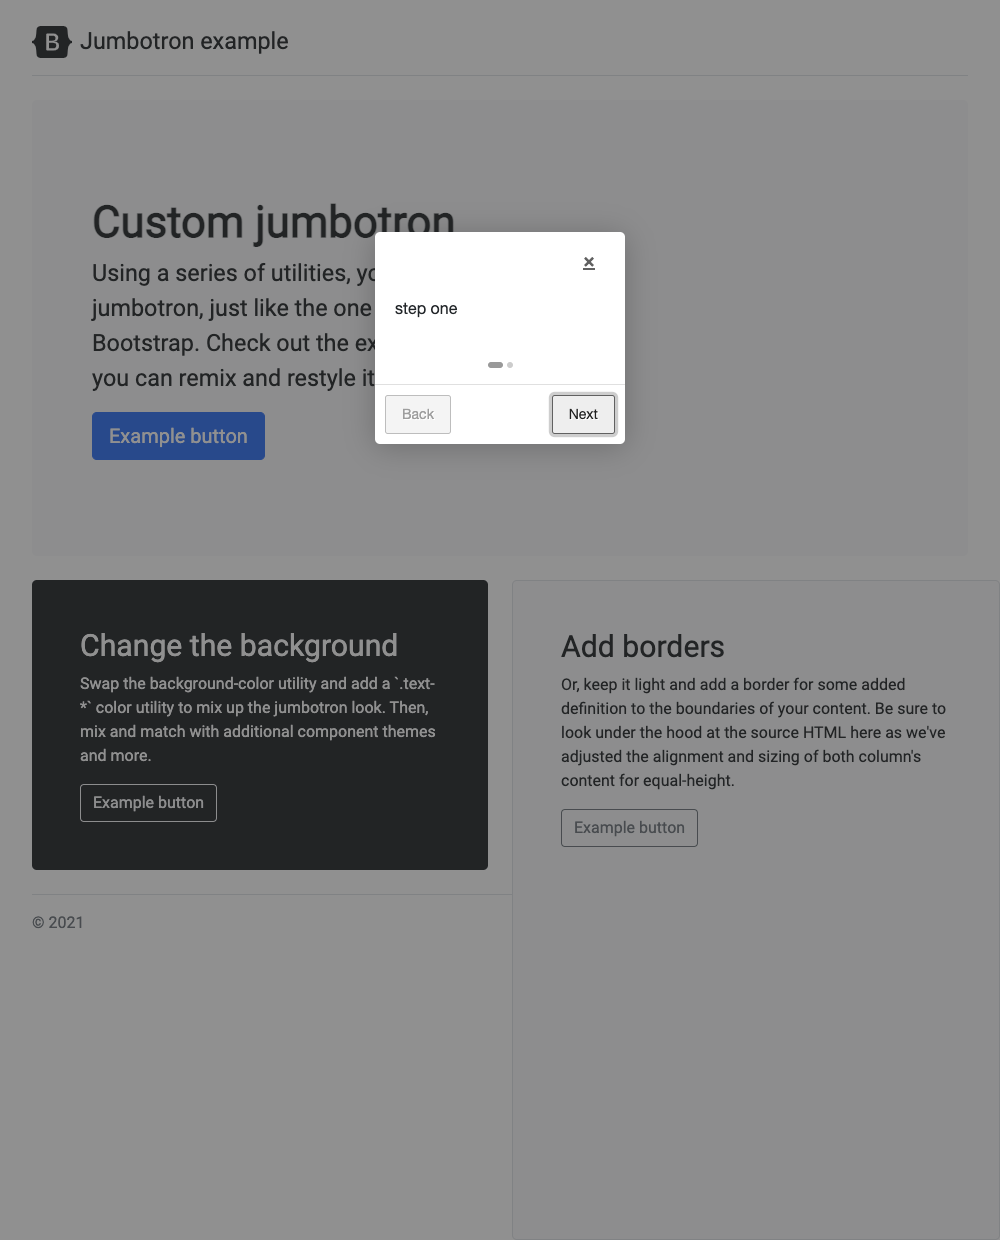 B Jumbotron example
Custom jumbotron
Using a series of utilities, yo
jumbotron, just like the one
Bootstrap. Check out the ex
you can remix and restyle it
Example button
×
step one
Back
Next
Change the background
Swap the background-color utility and add a `.text-
*` color utility to mix up the jumbotron look. Then,
mix and match with additional component themes
and more.
Example button
Add borders
Or, keep it light and add a border for some added
definition to the boundaries of your content. Be sure to
look under the hood at the source HTML here as we've
adjusted the alignment and sizing of both column's
content for equal-height.
Example button
© 2021